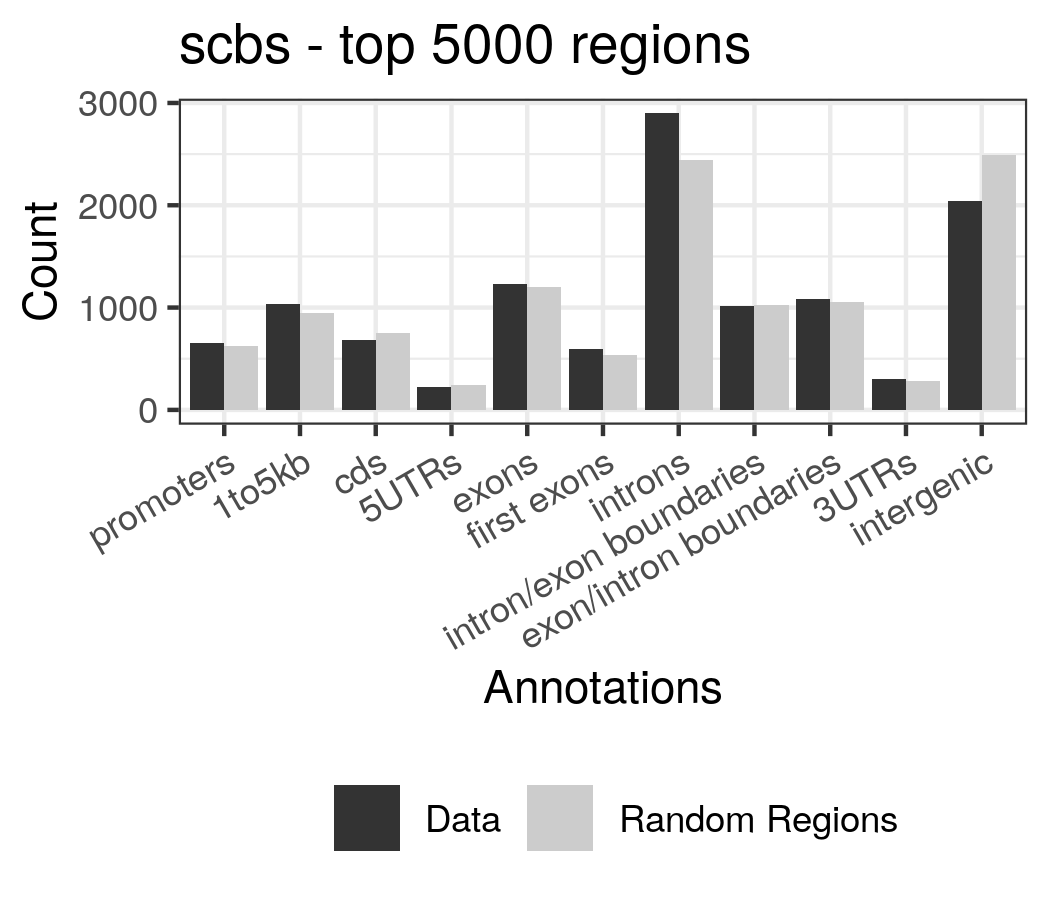 scbs - top 5000 regions
Count
3000
2000
1000
0
promoters
1to5kb
cds
5UTRs
exons
first exons
introns
intron/exon boundaries
exon/intron boundaries
3UTRs
intergenic
Annotations
Data
Random Regions